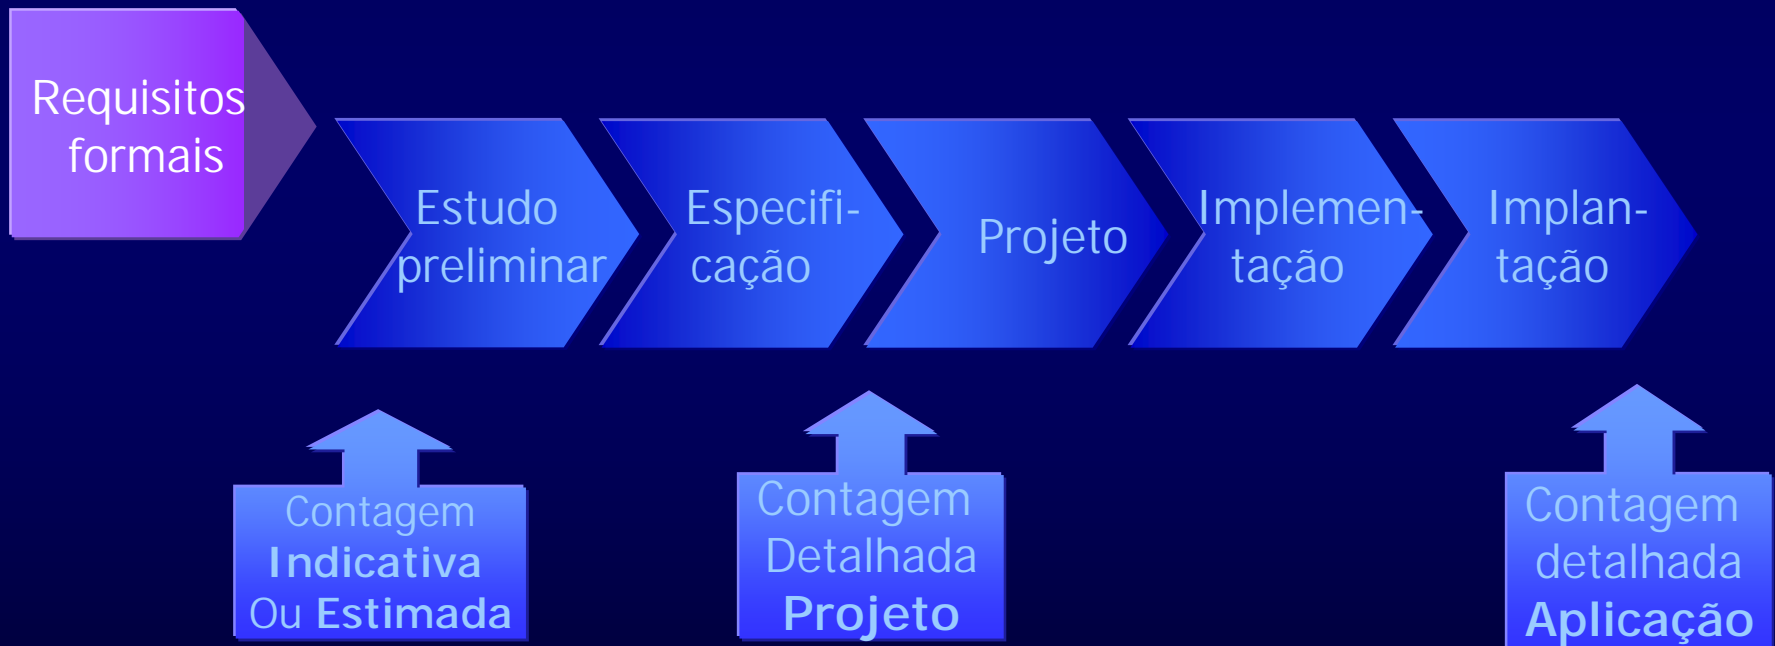 Requisitos
formais
Estudo
preliminar
Especifi-
cação
Projeto
Implemen-
tação
Implan-
tação
Contagem
Indicativa
Ou Estimada
Contagem
Detalhada
Projeto
Contagem
detalhada
Aplicação